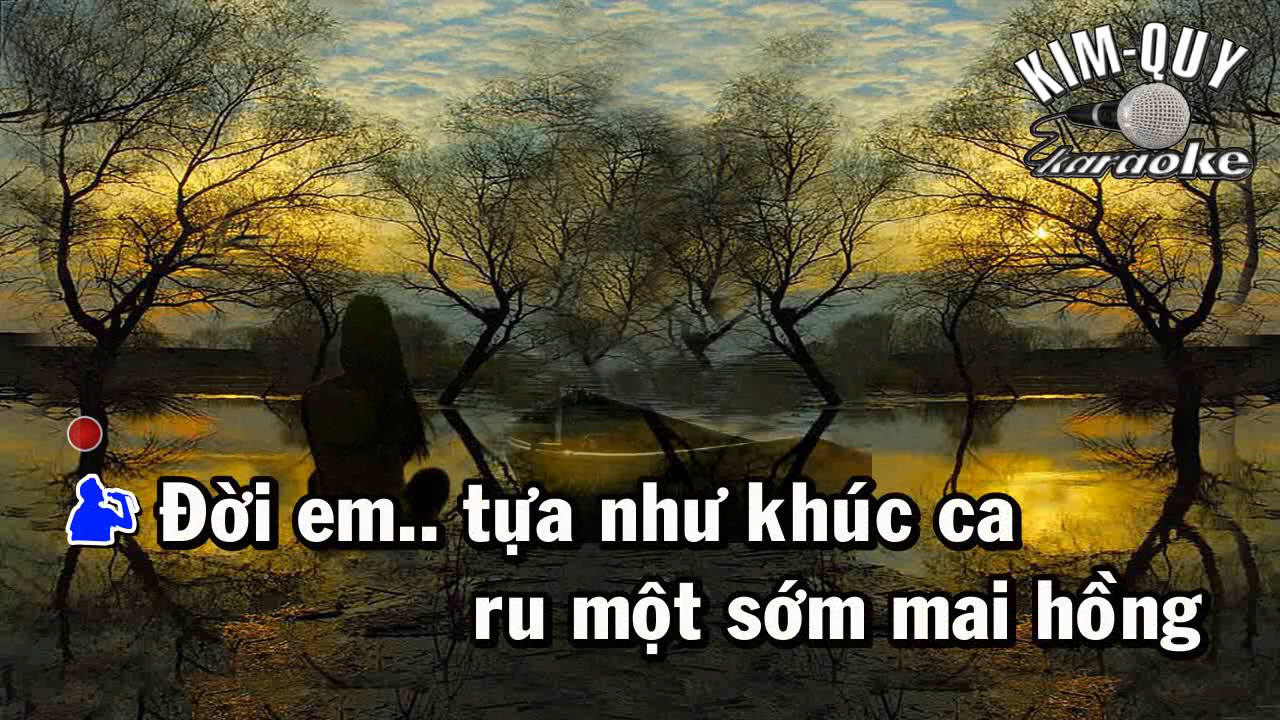 KIM-QUY
karaoke
Đời em.. tựa như khúc ca
ru một sớm mai hồng